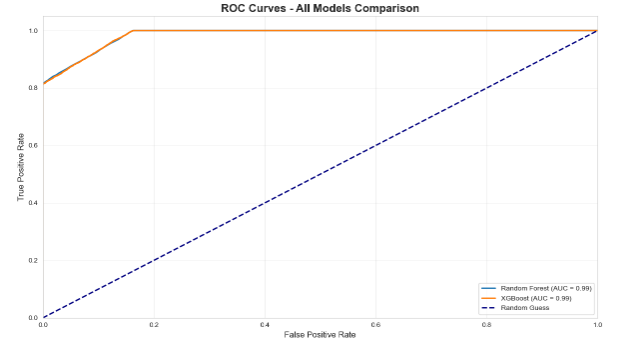 ROC Curves - All Models Comparison
1.0
0.8
0.6
0.4
0.2
0.0
True Positive Rate
0.0 0.2 0.4 0.6 0.8 1.0
False Positive Rate
Random Forest (AUC = 0.99)
XGBoost (AUC = 0.99)
Random Guess